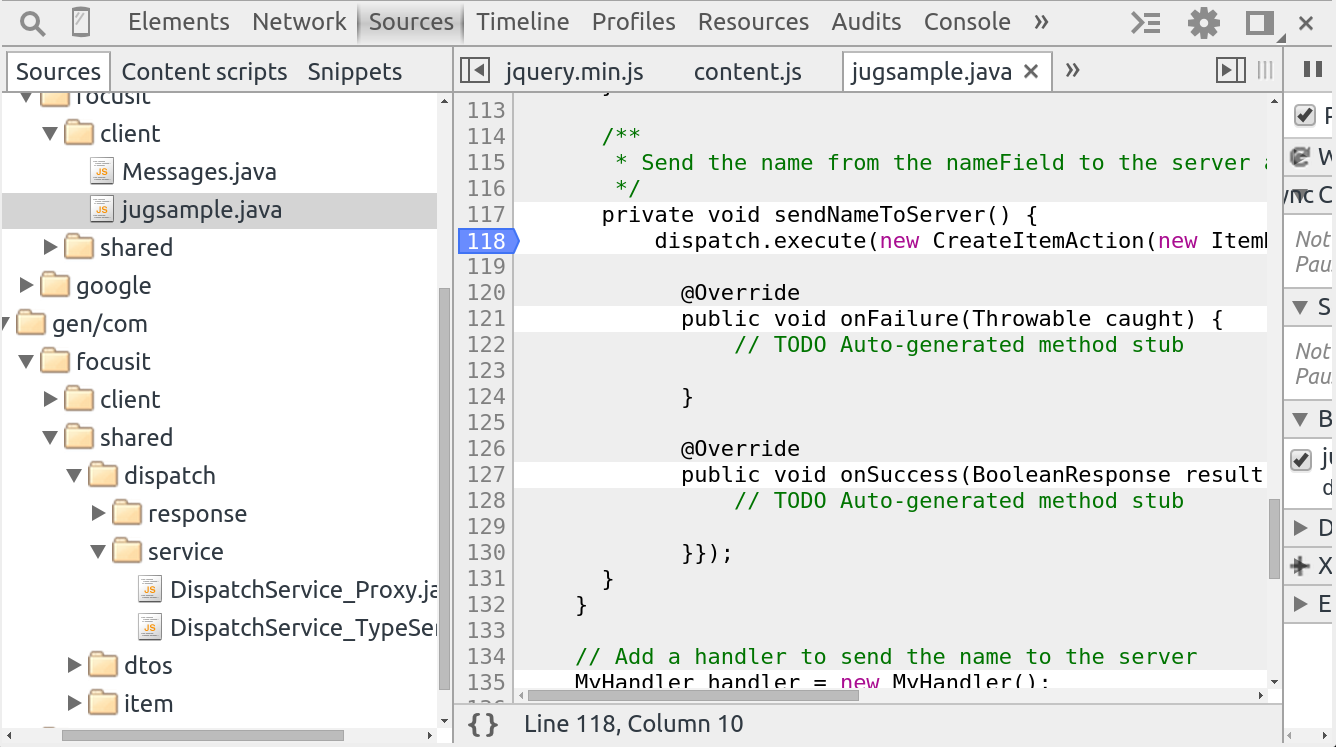 Elements Network Sources Timeline Profiles Resources Audits Console »
Sources Content scripts Snippets
jquery.min.js content.js jugsample.java ✕ »
focusit
client
Messages.java
jugsample.java
shared
google
gen/com
focusit
client
shared
dispatch
response
service
DispatchService_Proxy.ja
DispatchService_TypeSer
dtos
item
113
114 /**
115 * Send the name from the nameField to the server a
116 */
117 private void sendNameToServer() {
118 dispatch.execute(new CreateItemAction(new Item
119
120 @Override
121 public void onFailure(Throwable caught) {
122 // TODO Auto-generated method stub
123
124 }
125
126 @Override
127 public void onSuccess(BooleanResponse result
128 // TODO Auto-generated method stub
129
130 }});
131 }
132 }
133
134 // Add a handler to send the name to the server
135 MyHandler handler = new MyHandler();
136
{ } Line 118, Column 10
W
ync C
Not
Pau
S
Not
Pau
B
ju
d
D
X
E